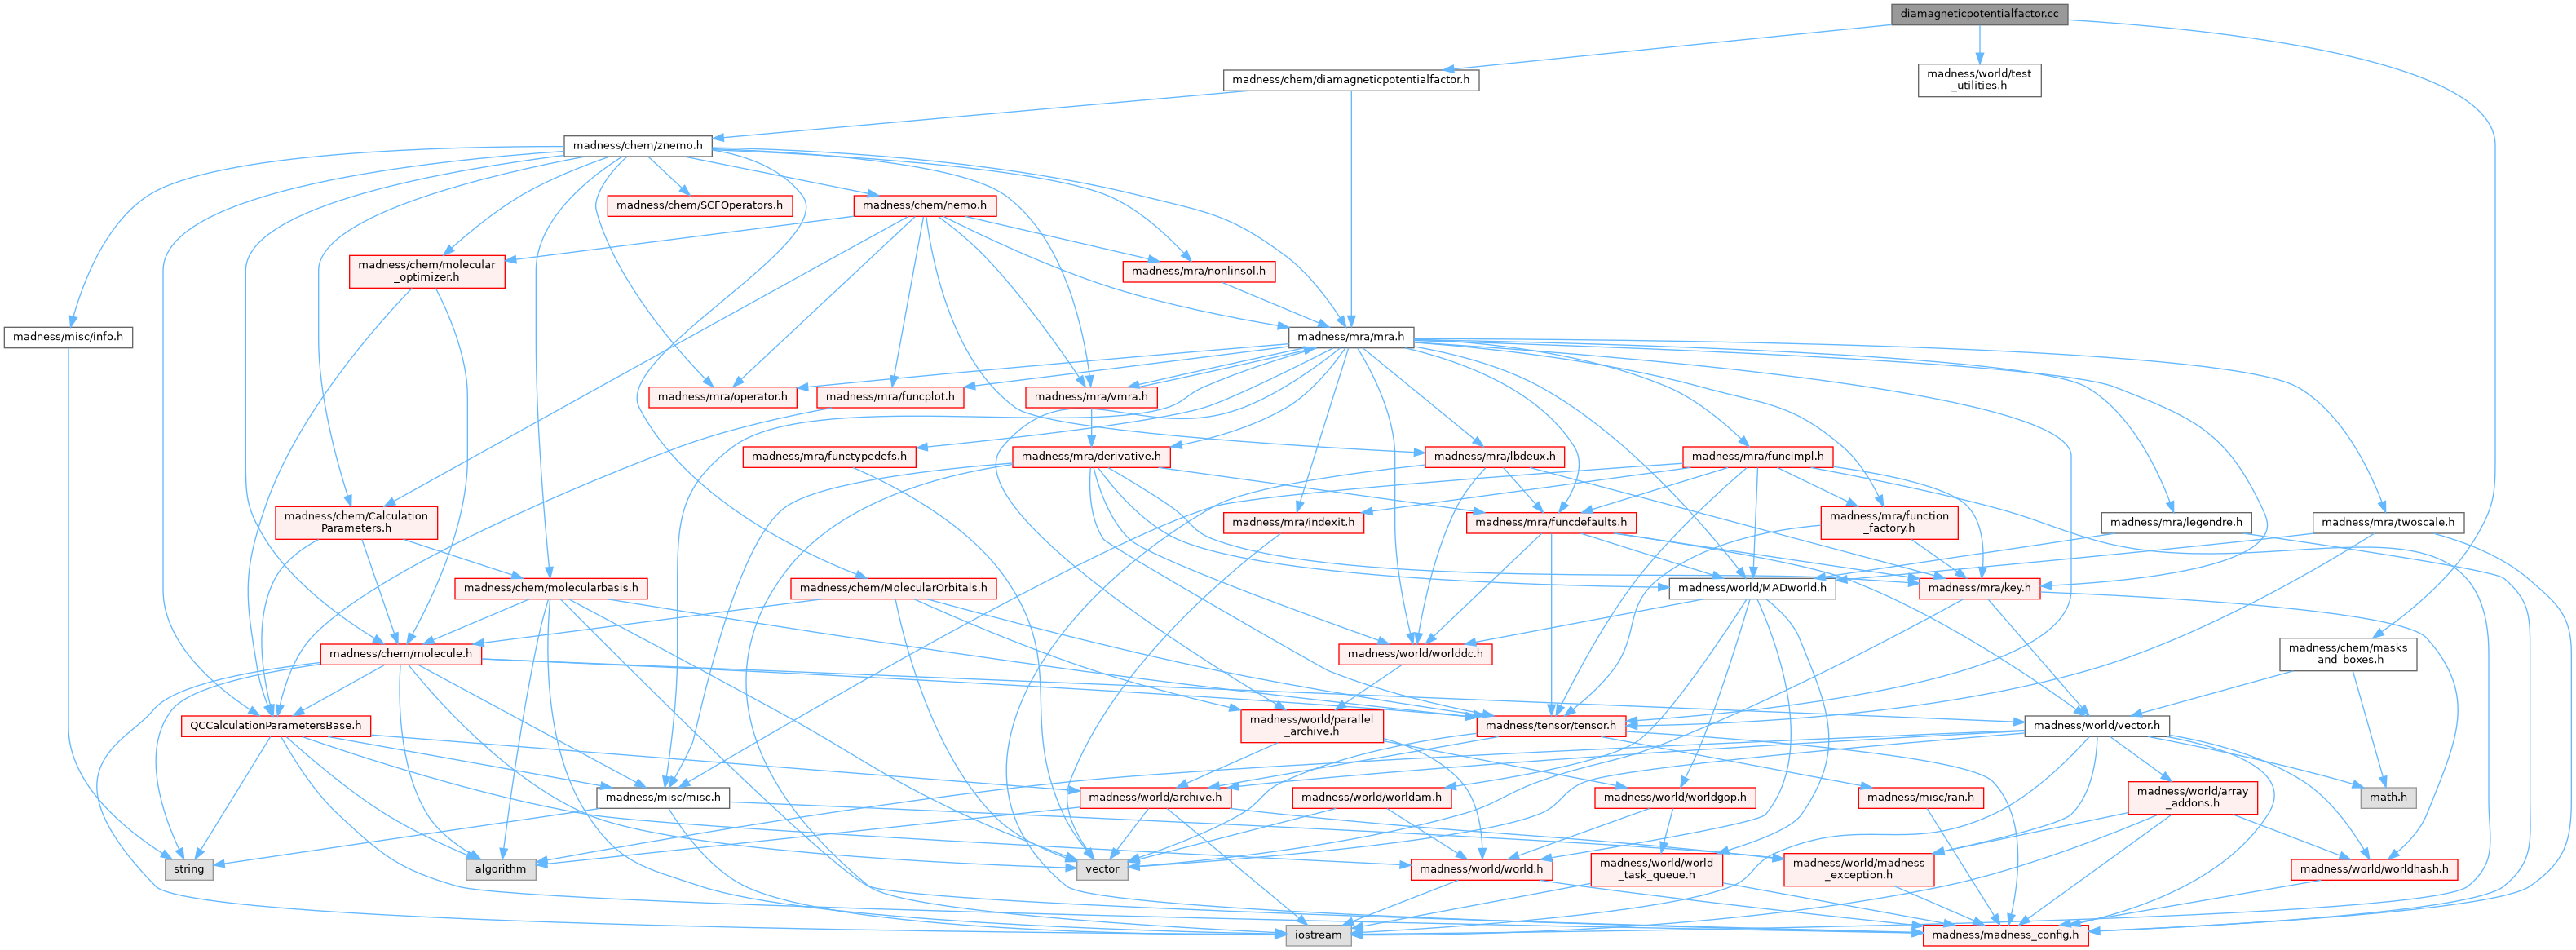 diamagneticpotentialfactor.cc
madness/chem/diamagneticpotentialfactor.h
madness/world/test
_utilities.h
madness/chem/znemo.h
madness/chem/SCFOperators.h
madness/chem/nemo.h
madness/chem/molecular
_optimizer.h
madness/mra/nonlinsol.h
madness/misc/info.h
madness/mra/mra.h
madness/mra/operator.h
madness/mra/funcplot.h
madness/mra/vmra.h
madness/mra/functypedefs.h
madness/mra/derivative.h
madness/mra/lbdeux.h
madness/mra/funcimpl.h
madness/chem/Calculation
Parameters.h
madness/mra/indexit.h
madness/mra/funcdefaults.h
madness/mra/function
_factory.h
madness/mra/legendre.h
madness/mra/twoscale.h
madness/chem/molecularbasis.h
madness/chem/MolecularOrbitals.h
madness/world/MADworld.h
madness/mra/key.h
madness/chem/molecule.h
madness/world/worlddc.h
madness/chem/masks
_and_boxes.h
QCCalculationParametersBase.h
madness/world/parallel
_archive.h
madness/tensor/tensor.h
madness/world/vector.h
madness/misc/misc.h
madness/world/archive.h
madness/world/worldam.h
madness/world/worldgop.h
madness/misc/ran.h
madness/world/array
_addons.h
math.h
string
algorithm
vector
madness/world/world.h
madness/world/world
_task_queue.h
madness/world/madness
_exception.h
madness/world/worldhash.h
iostream
madness/madness_config.h